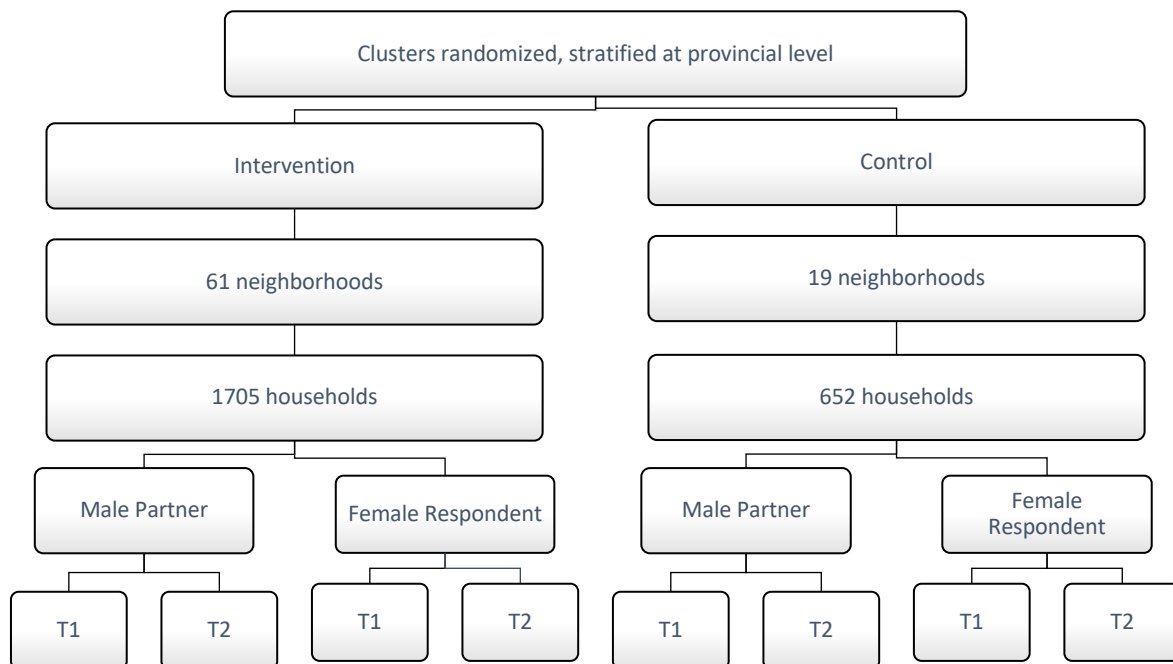 Clusters randomized, stratified at provincial level
Intervention
Control
61 neighborhoods
19 neighborhoods
1705 households
652 households
Male Partner
Female Respondent
Male Partner
Female
Respondent
T1
T2
T1
T2
T1
T2
T1
T2